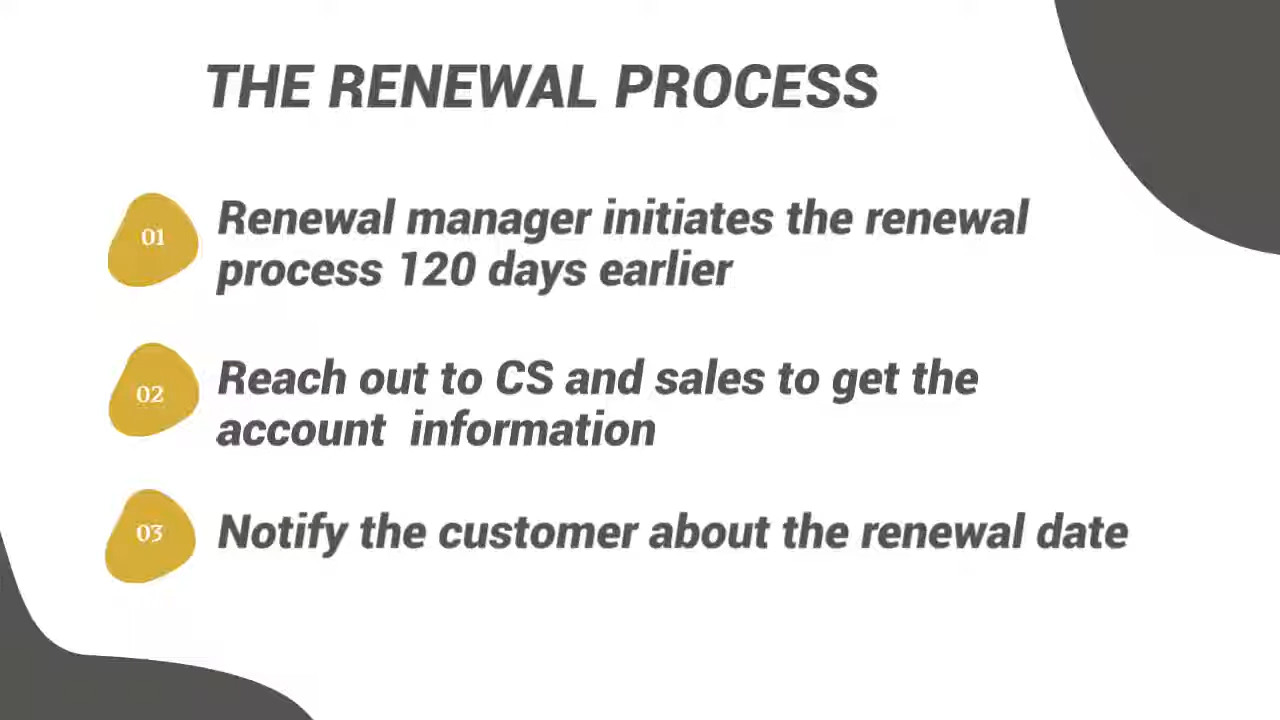 THE RENEWAL PROCESS
01
Renewal manager initiates the renewal
process 120 days earlier
02
Reach out to CS and sales to get the
account  information
03
Notify the customer about the renewal date